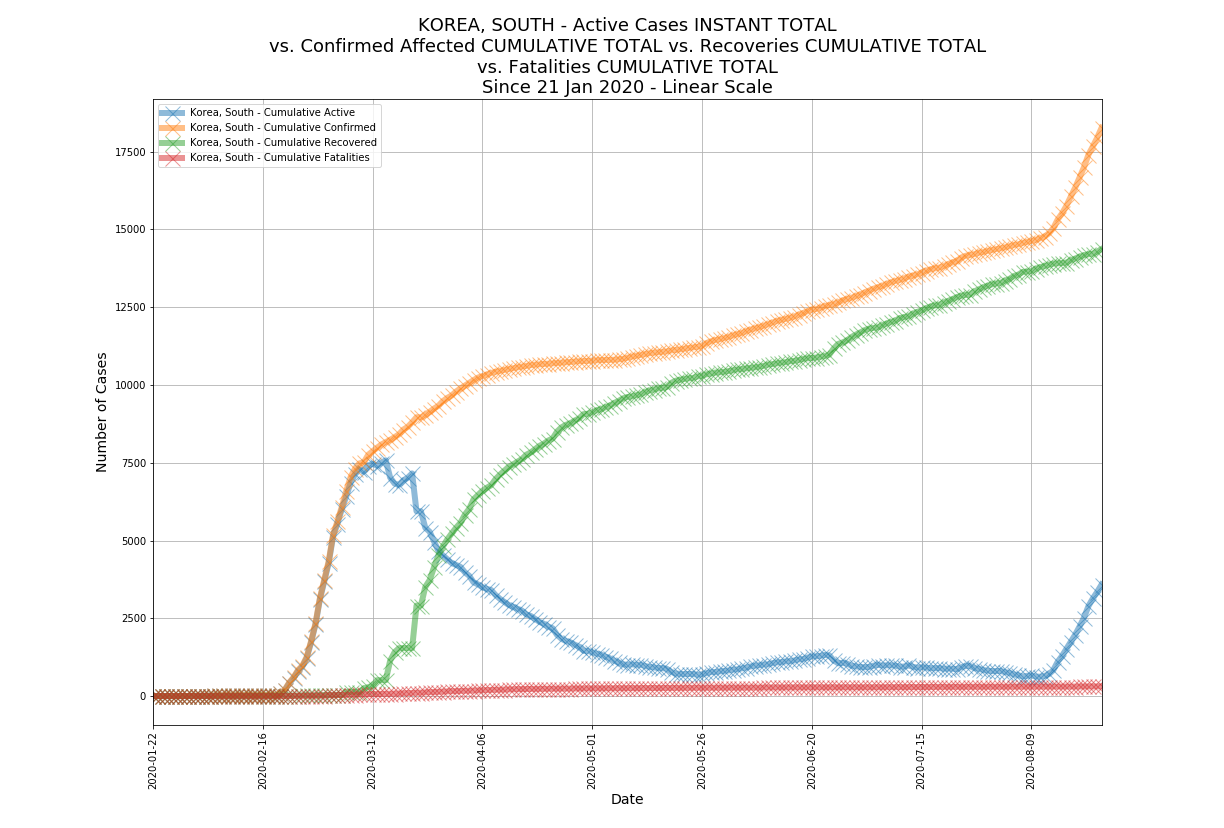 KOREA, SOUTH - Active Cases INSTANT TOTAL
vs. Confirmed Affected CUMULATIVE TOTAL vs. Recoveries CUMULATIVE TOTAL
vs. Fatalities CUMULATIVE TOTAL
Since 21 Jan 2020 - Linear Scale
Korea, South - Cumulative Active
Korea, South - Cumulative Confirmed
Korea, South - Cumulative Recovered
Korea, South - Cumulative Fatalities
Number of Cases
17500
15000
12500
10000
7500
5000
2500
0
2020-01-22
2020-02-16
2020-03-12
2020-04-06
2020-05-01
2020-05-26
2020-06-20
2020-07-15
2020-08-09
Date